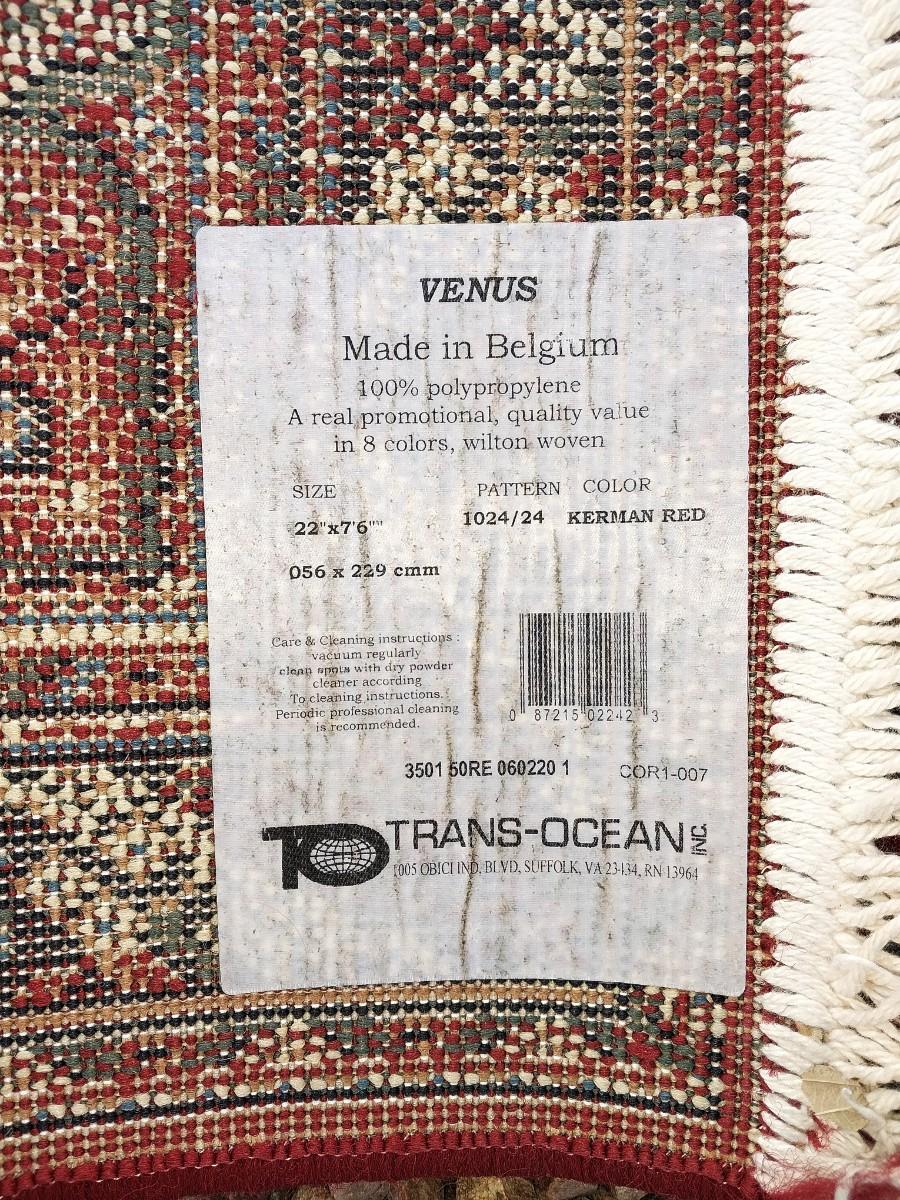 VENUS
Made in Belgium
100% polypropylene
A real promotional, quality value
in 8 colors, wilton woven
SIZE PATTERN COLOR
22"x7'6"" 1024/24 KERMAN RED
056 x 229 cmm
Care & Cleaning instructions :
vacuum regularly
clean spots with dry powder
cleaner according
To cleaning instructions.
Periodic professional cleaning
is recommended.
0 87215 02242 3
3501 50RE 060220 1 COR1-007
TO TRANS-OCEAN INC.
1005 OBICI IND. BLVD, SUFFOLK, VA 23434, RN 13964